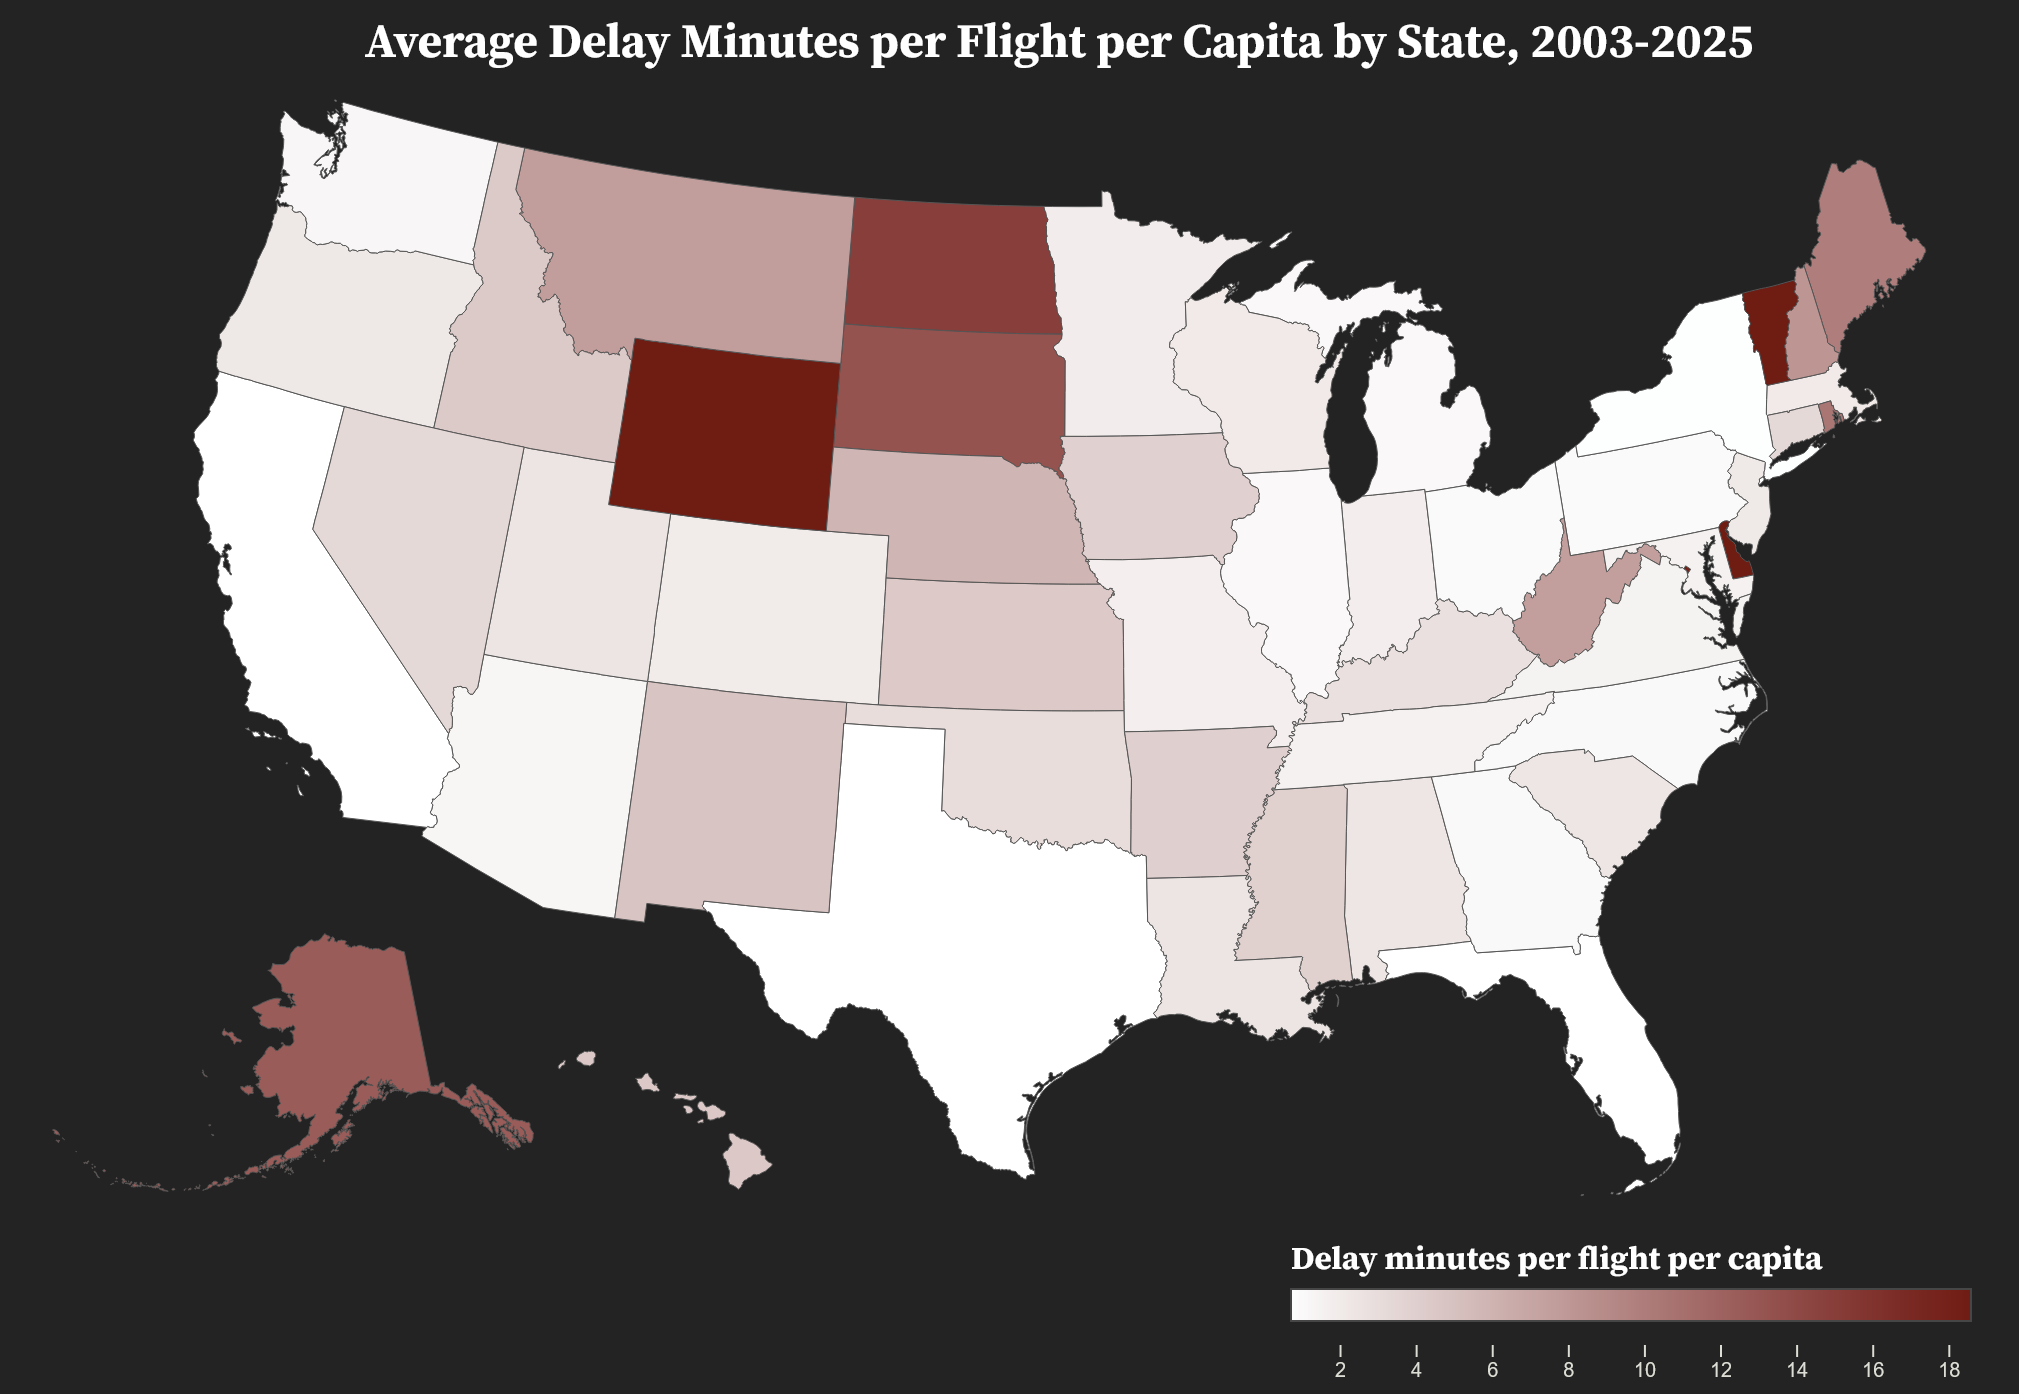 Average Delay Minutes per Flight per Capita by State, 2003-2025
Delay minutes per flight per capita
2 4 6 8 10 12 14 16 18